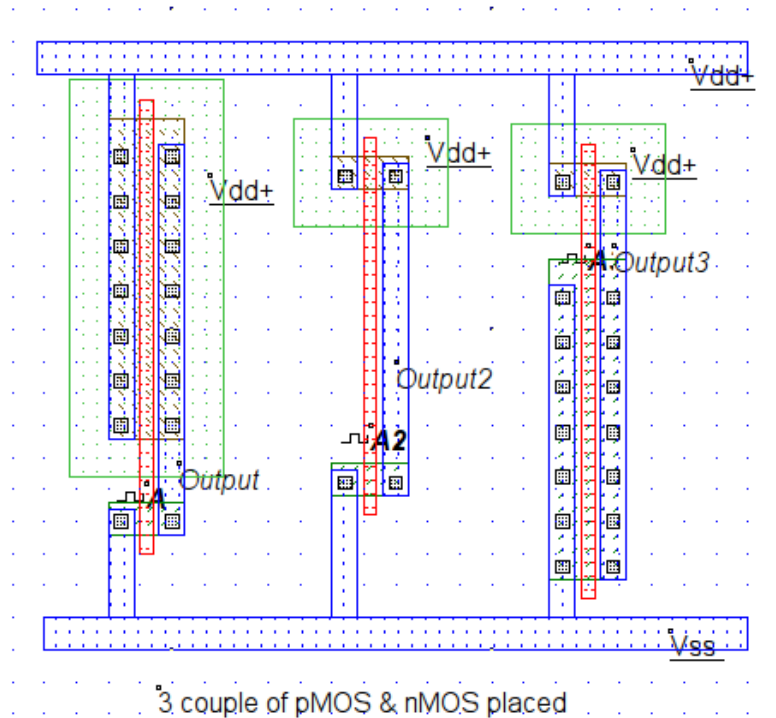 Vdd+
Vdd+
Vdd+
Vdd+
A
Output3
Output2
A2
Output
A
Vss
3 couple of pMOS & nMOS placed